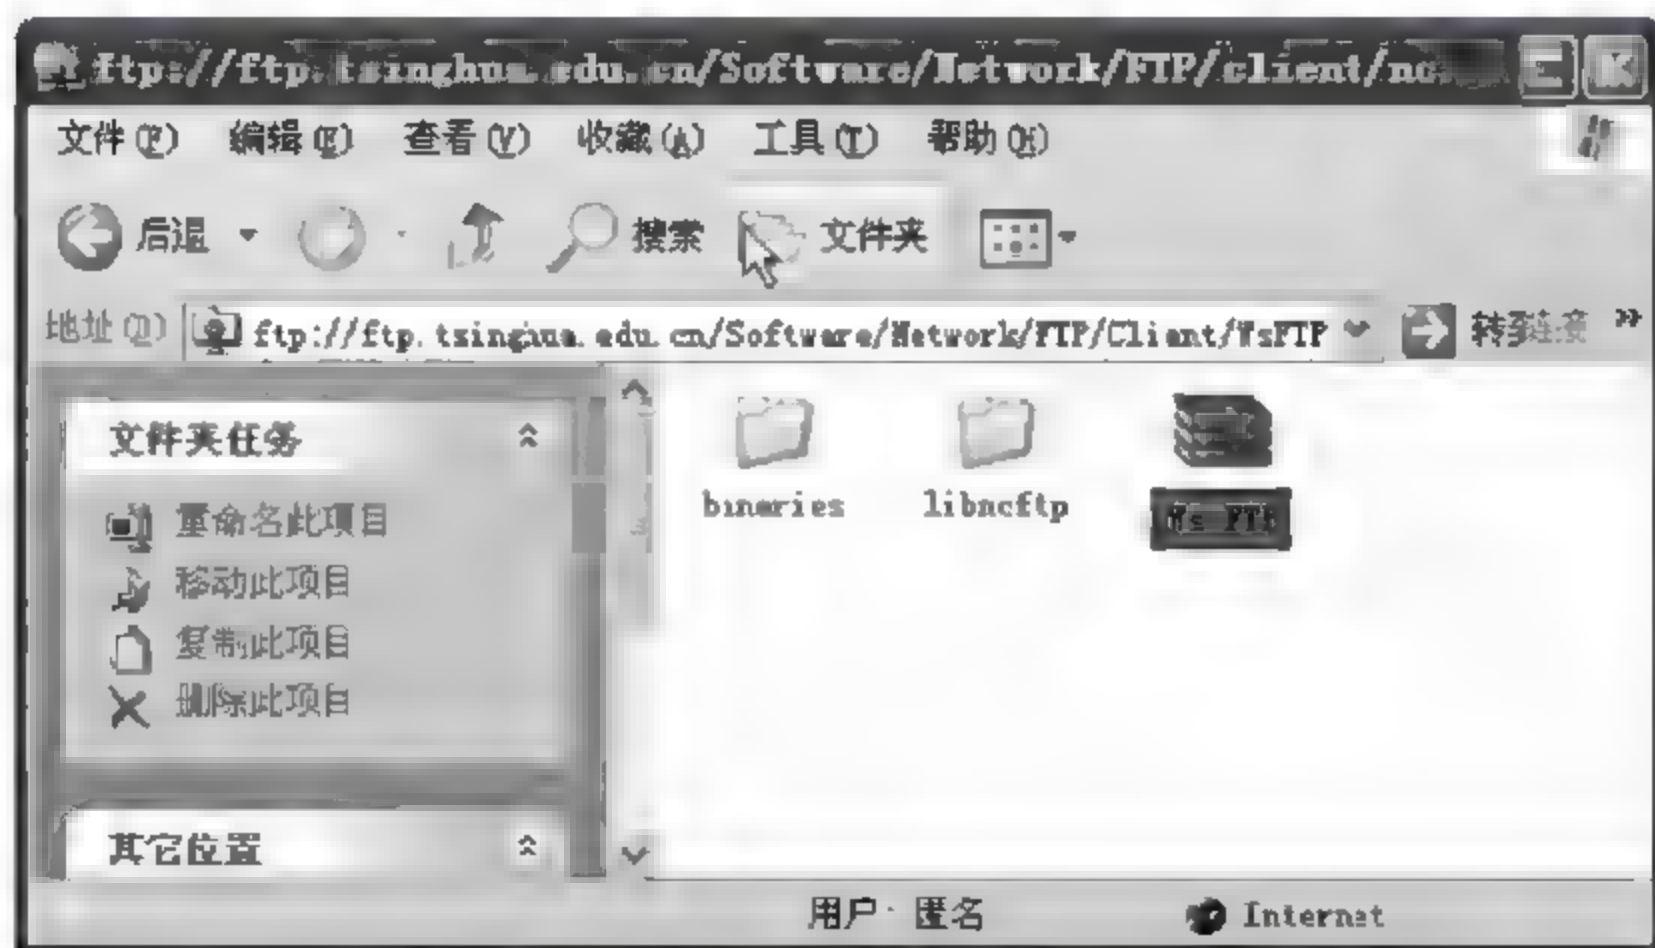 ftp://ftp.tsinghua.edu.cn/Software/Network/FTP/client/nc
文件(F) 编辑(E) 查看(V) 收藏(A) 工具(T) 帮助(H)
后退 搜索 文件夹
地址(D) ftp://ftp.tsinghua.edu.cn/Software/Network/FTP/Client/WsFTP 转到 链接 »
文件夹任务
binaries libncftp Ws_FTP
重命名此项目
移动此项目
复制此项目
删除此项目
其它位置
用户: 匿名 Internet